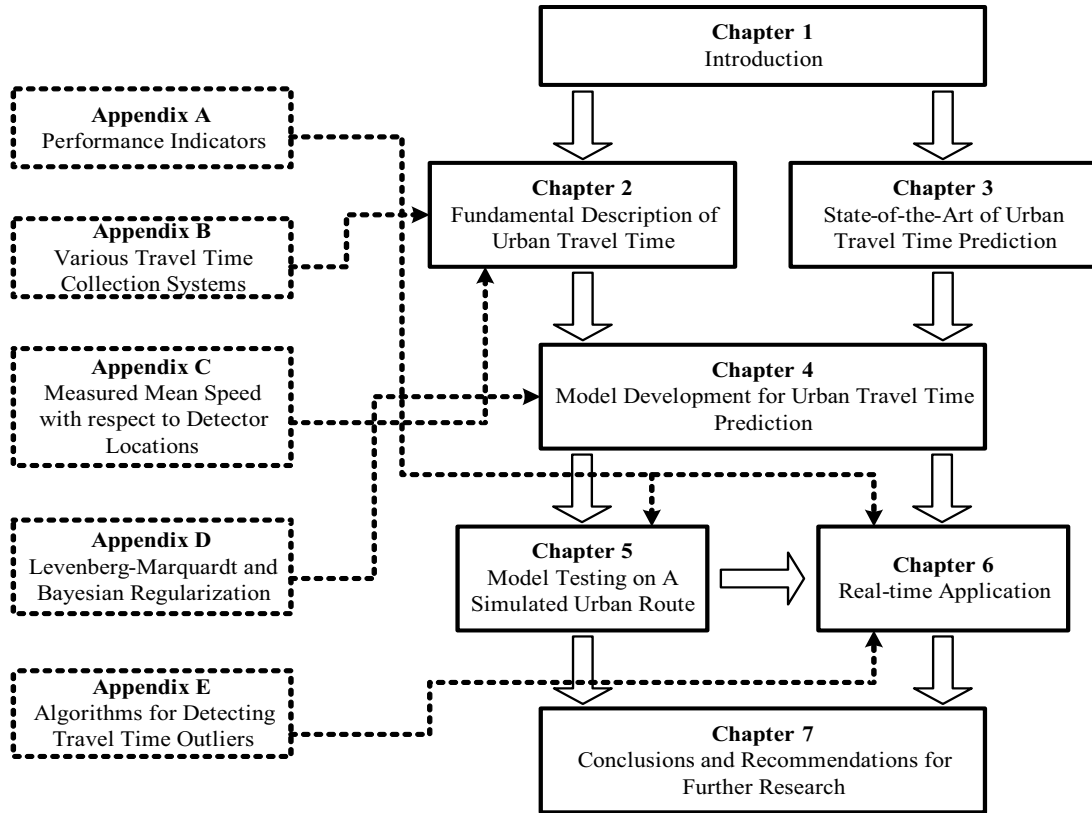 Chapter 1
Introduction
Appendix A
Performance Indicators
Chapter 2
Fundamental Description of
Urban Travel Time
Chapter 3
State-of-the-Art of Urban
Travel Time Prediction
Appendix B
Various Travel Time
Collection Systems
Appendix C
Measured Mean Speed
with respect to Detector
Locations
Chapter 4
Model Development for Urban Travel Time
Prediction
Appendix D
Levenberg-Marquardt and
Bayesian Regularization
Chapter 5
Model Testing on A
Simulated Urban Route
Chapter 6
Real-time Application
Appendix E
Algorithms for Detecting
Travel Time Outliers
Chapter 7
Conclusions and Recommendations for
Further Research